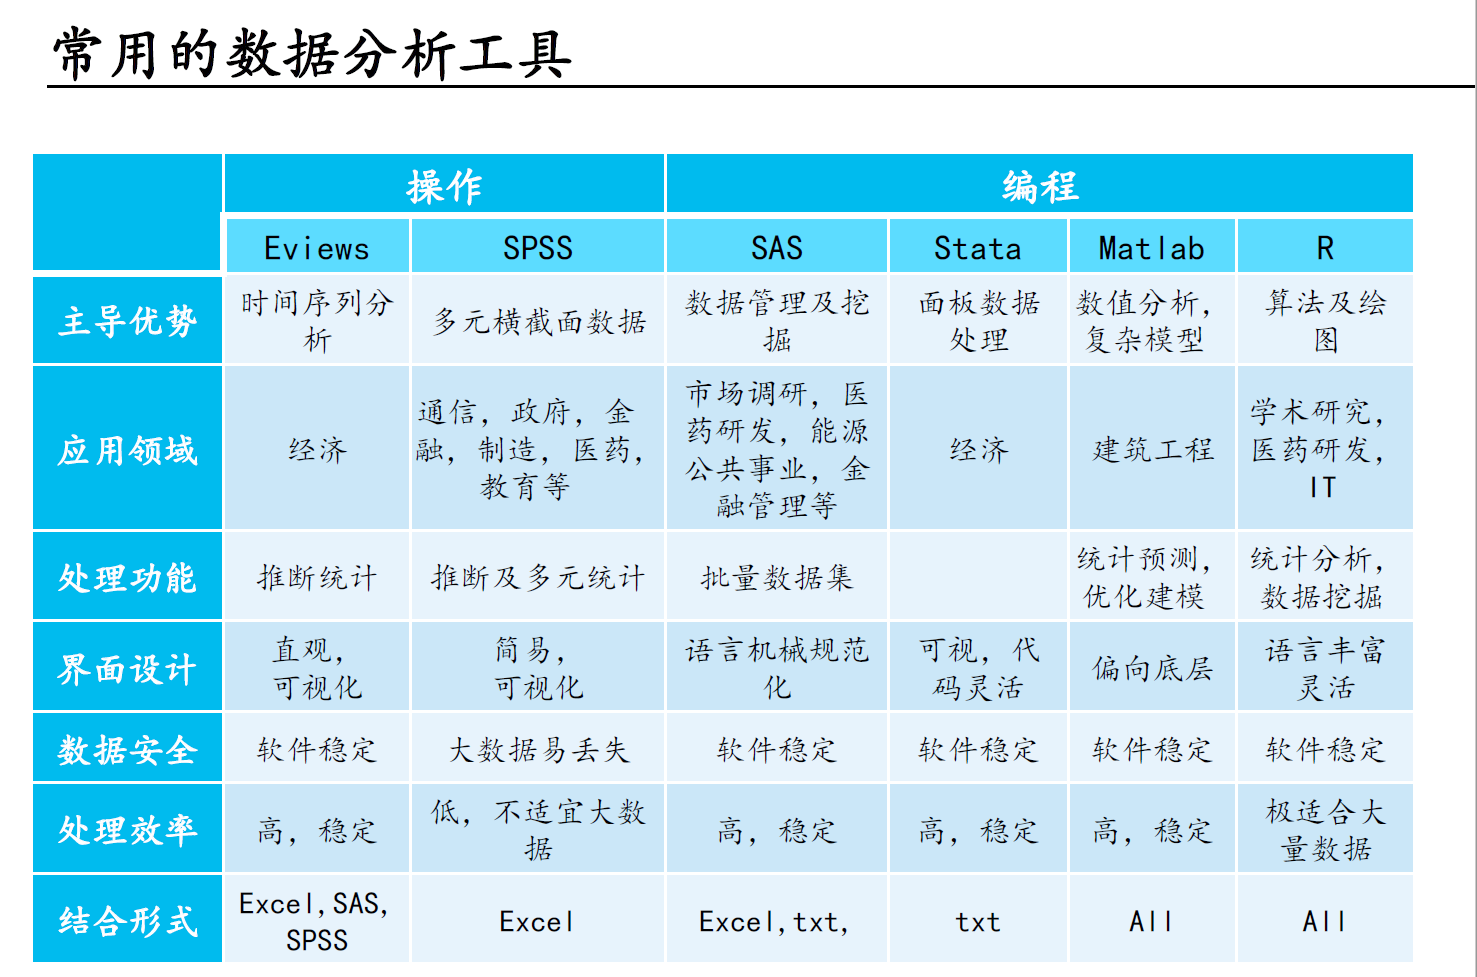 常用的数据分析工具
操作
编程
Eviews
SPSS
SAS
Stata
Matlab
R
主导优势
时间序列分
析
多元横截面数据
数据管理及挖
掘
面板数据
处理
数值分析，
复杂模型
算法及绘
图
应用领域
经济
通信，政府，金
融，制造，医药，
教育等
市场调研，医
药研发，能源
公共事业，金
融管理等
经济
建筑工程
学术研究，
医药研发，
IT
处理功能
推断统计
推断及多元统计
批量数据集
统计预测，
优化建模
统计分析，
数据挖掘
界面设计
直观，
可视化
简易，
可视化
语言机械规范
化
可视，代
码灵活
偏向底层
语言丰富
灵活
数据安全
软件稳定
大数据易丢失
软件稳定
软件稳定
软件稳定
软件稳定
处理效率
高，稳定
低，不适宜大数
据
高，稳定
高，稳定
高，稳定
极适合大
量数据
结合形式
Excel,SAS,
SPSS
Excel
Excel,txt,
txt
All
All